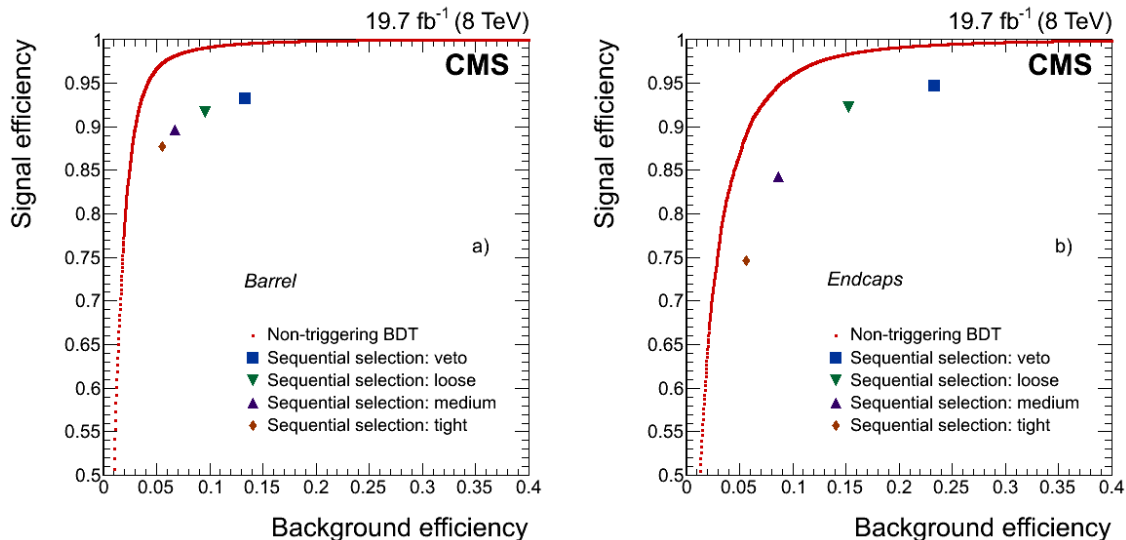 19.7 fb⁻¹ (8 TeV)
Signal efficiency
1
0.95
0.9
0.85
0.8
0.75
0.7
0.65
0.6
0.55
0.5
CMS
a)
Barrel
Non-triggering BDT
Sequential selection: veto
Sequential selection: loose
Sequential selection: medium
Sequential selection: tight
0 0.05 0.1 0.15 0.2 0.25 0.3 0.35 0.4
Background efficiency
19.7 fb⁻¹ (8 TeV)
Signal efficiency
1
0.95
0.9
0.85
0.8
0.75
0.7
0.65
0.6
0.55
0.5
CMS
b)
Endcaps
Non-triggering BDT
Sequential selection: veto
Sequential selection: loose
Sequential selection: medium
Sequential selection: tight
0 0.05 0.1 0.15 0.2 0.25 0.3 0.35 0.4
Background efficiency